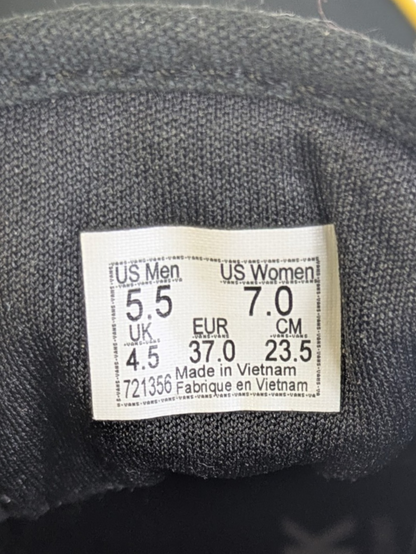 US Men US Women
5.5 7.0
UK EUR CM
4.5 37.0 23.5
Made in Vietnam
721356 Fabrique en Vietnam